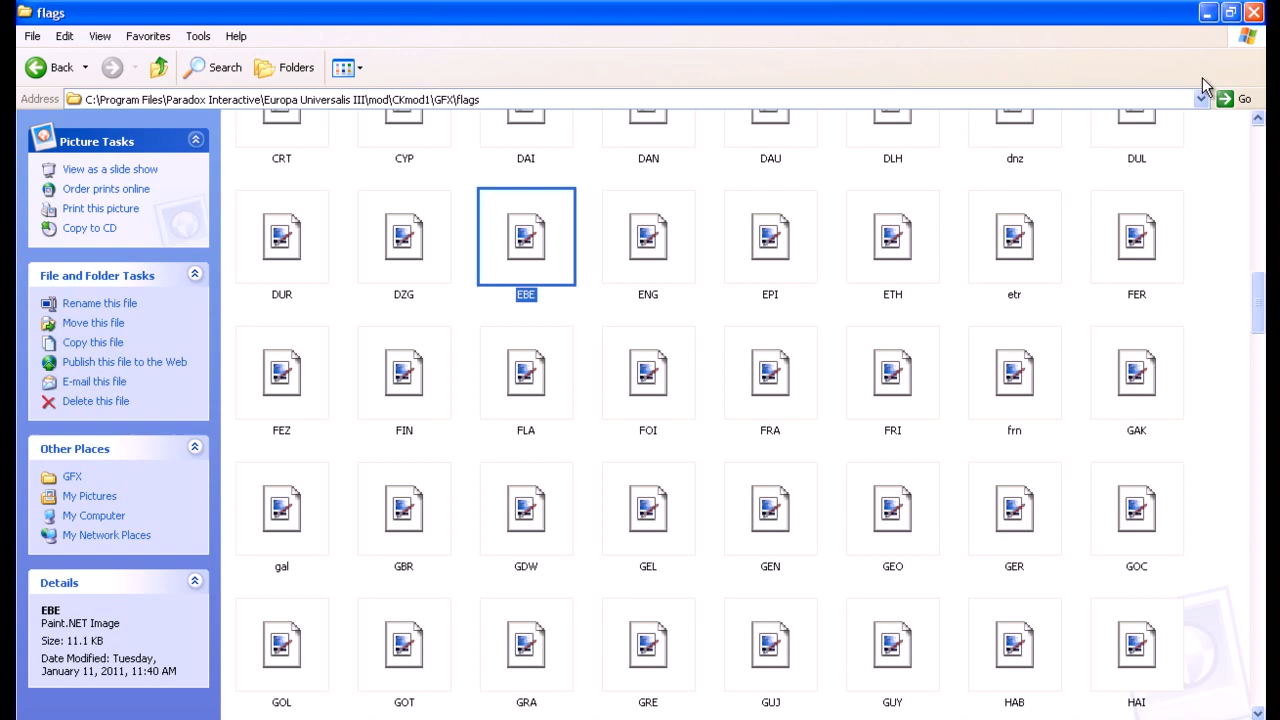 flags
File Edit View Favorites Tools Help
Back Search Folders
Address C:\Program Files\Paradox Interactive\Europa Universalis III\mod\CKmod1\GFX\flags Go
Picture Tasks
View as a slide show
Order prints online
Print this picture
Copy to CD
File and Folder Tasks
Rename this file
Move this file
Copy this file
Publish this file to the Web
E-mail this file
Delete this file
Other Places
GFX
My Pictures
My Computer
My Network Places
Details
EBE
Paint.NET Image
Size: 11.1 KB
Date Modified: Tuesday,
January 11, 2011, 11:40 AM
CRT CYP DAI DAN DAU DLH dnz DUL
DUR DZG EBE ENG EPI ETH etr FER
FEZ FIN FLA FOI FRA FRI frn GAK
gal GBR GDW GEL GEN GEO GER GOC
GOL GOT GRA GRE GUJ GUY HAB HAI